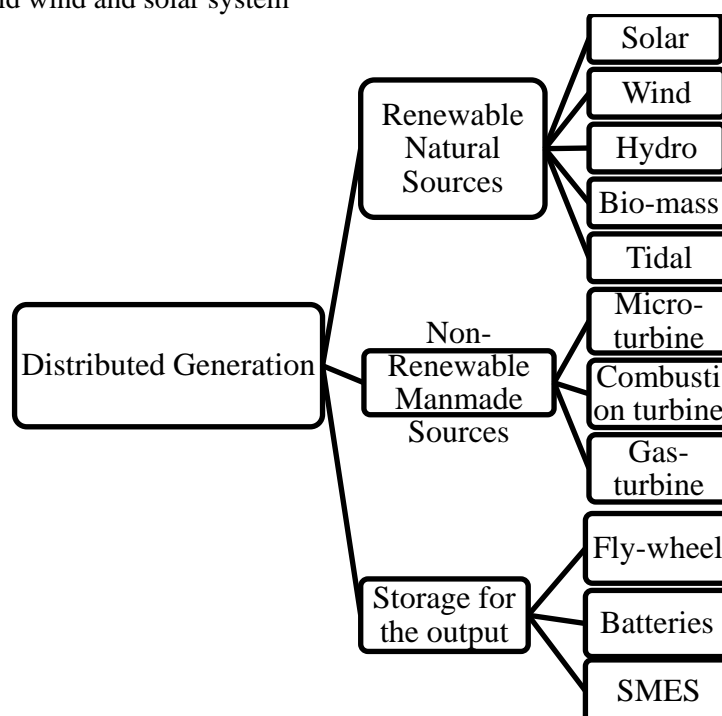 wind and solar system
Solar
Renewable
Natural
Sources
Wind
Hydro
Bio-mass
Tidal
Distributed Generation
Non-
Renewable
Manmade
Sources
Micro-
turbine
Combusti
on turbine
Gas-
turbine
Storage for
the output
Fly-wheel
Batteries
SMES